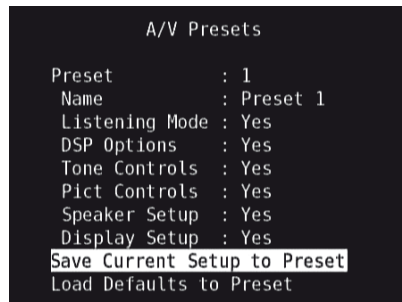 A/V Presets
Preset : 1
Name : Preset 1
Listening Mode : Yes
DSP Options : Yes
Tone Controls : Yes
Pict Controls : Yes
Speaker Setup : Yes
Display Setup : Yes
Save Current Setup to Preset
Load Defaults to Preset